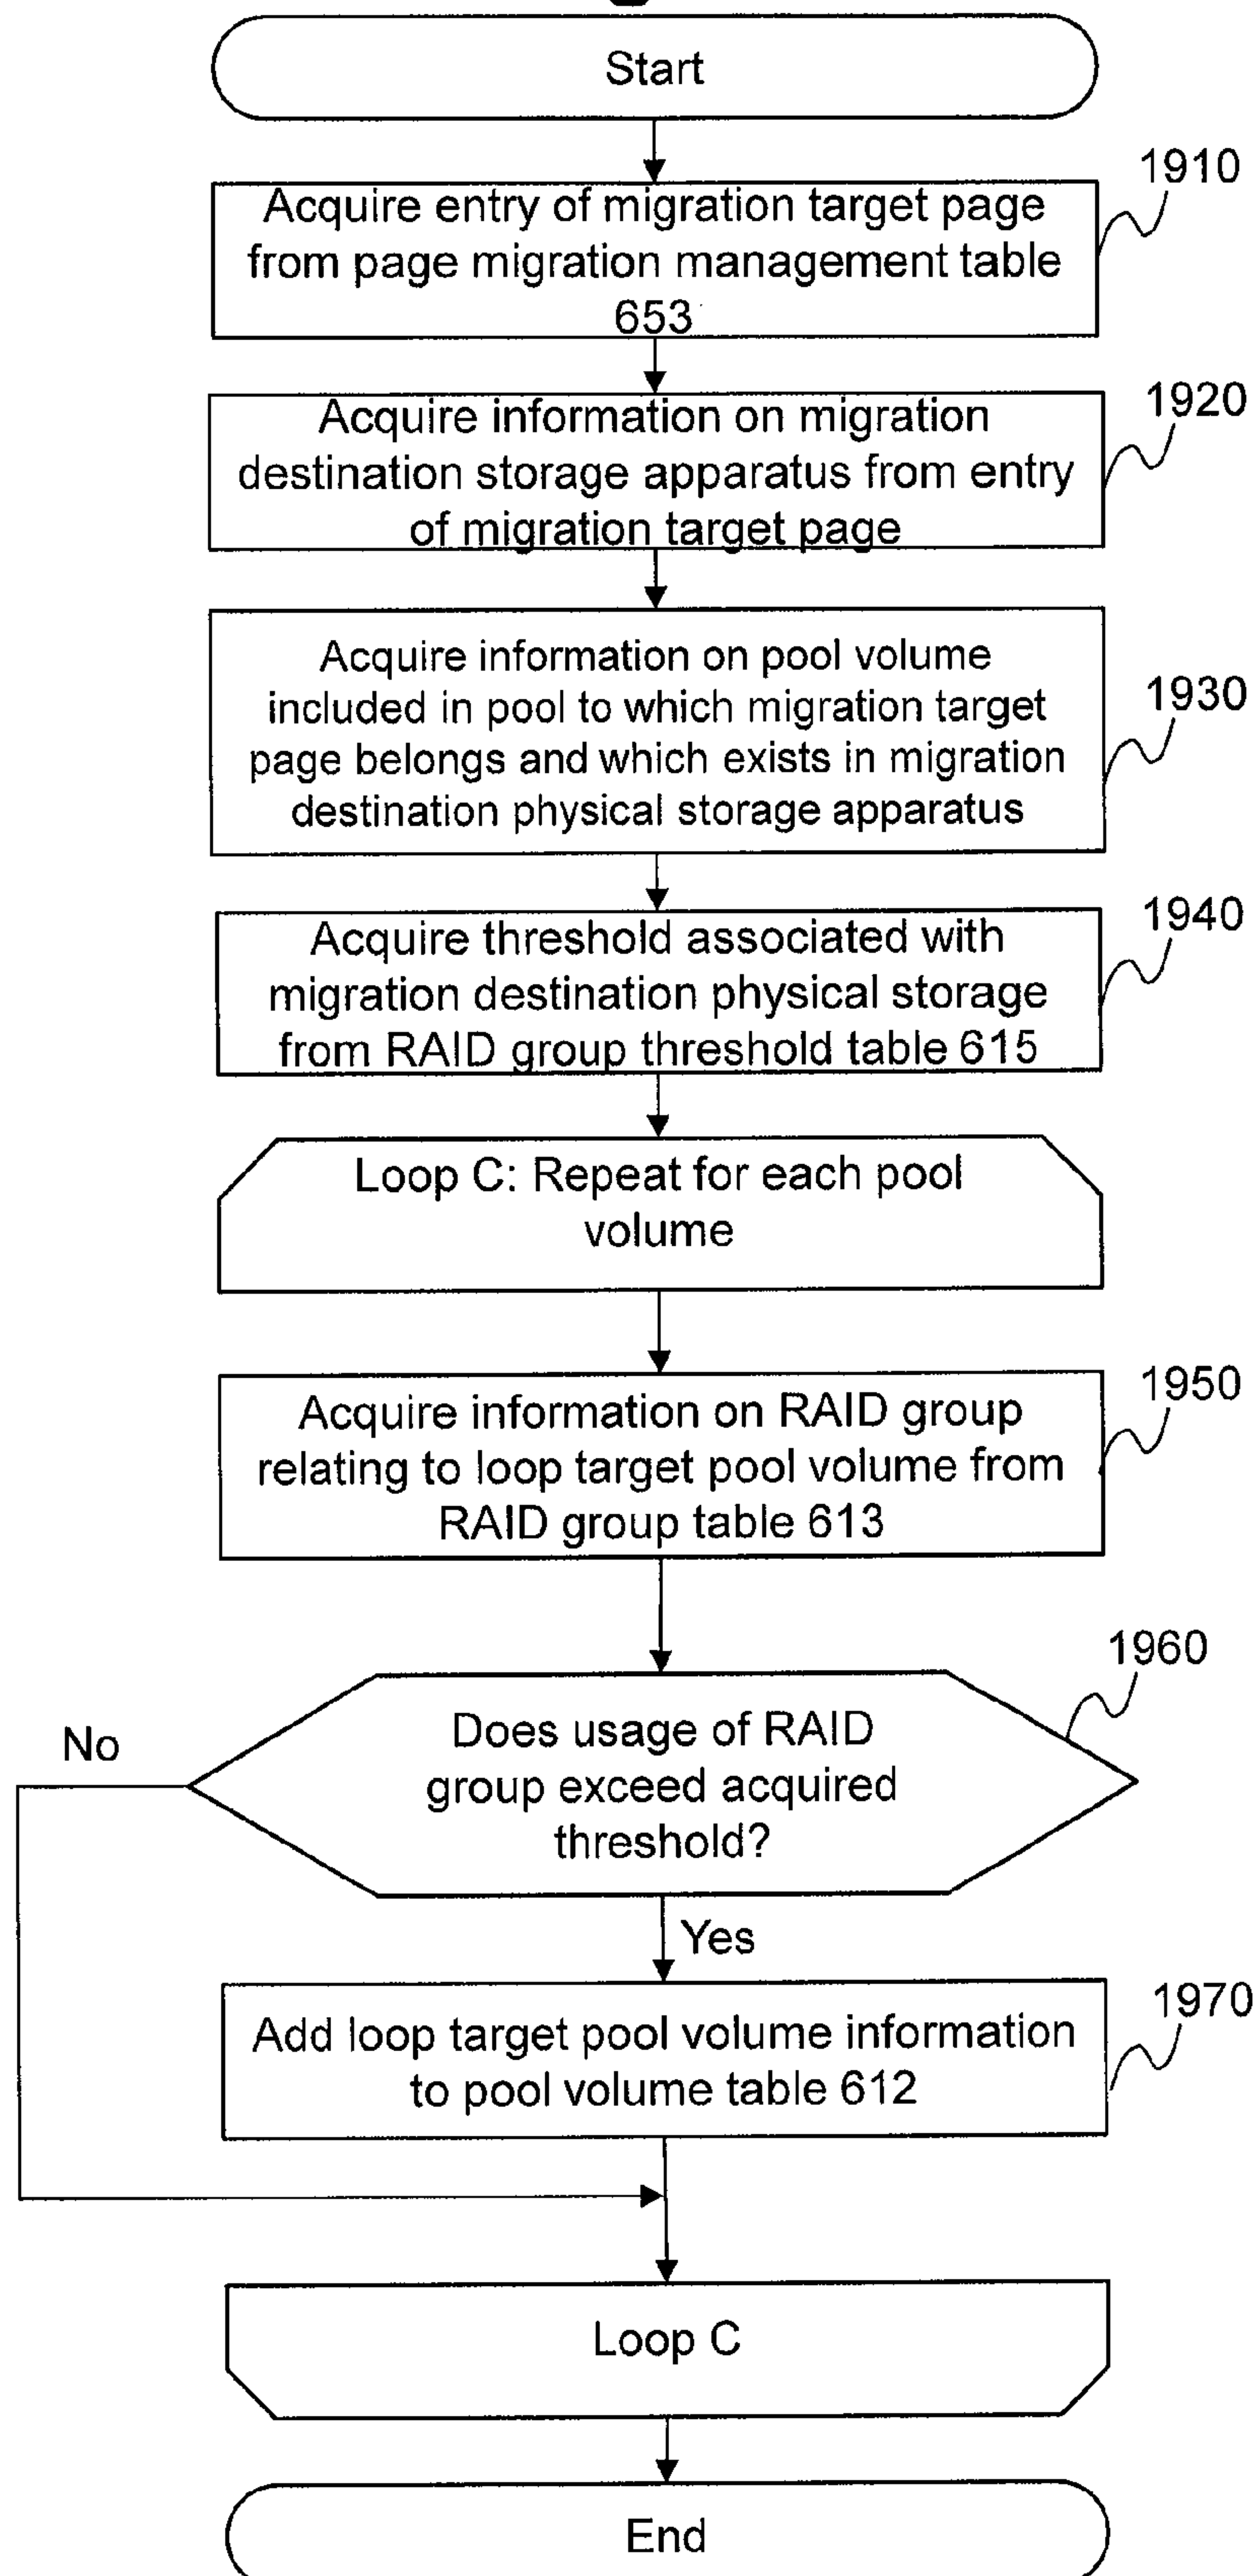 Start
1910
Acquire entry of migration target page
from page migration management table
653
1920
Acquire information on migration
destination storage apparatus from entry
of migration target page
1930
Acquire information on pool volume
included in pool to which migration target
page belongs and which exists in migration
destination physical storage apparatus
1940
Acquire threshold associated with
migration destination physical storage
from RAID group threshold table 615
Loop C: Repeat for each pool
volume
1950
Acquire information on RAID group
relating to loop target pool volume from
RAID group table 613
1960
Does usage of RAID
group exceed acquired
threshold?
No
Yes
1970
Add loop target pool volume information
to pool volume table 612
Loop C
End